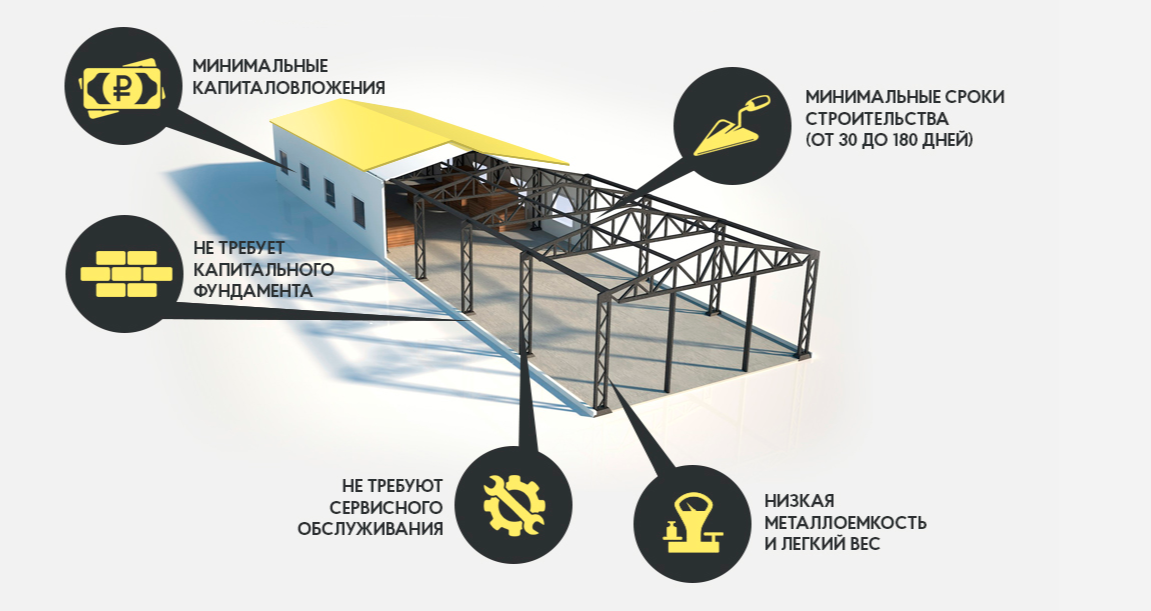 МИНИМАЛЬНЫЕ
КАПИТАЛОВЛОЖЕНИЯ
МИНИМАЛЬНЫЕ СРОКИ
СТРОИТЕЛЬСТВА
(ОТ 30 ДО 180 ДНЕЙ)
НЕ ТРЕБУЕТ
КАПИТАЛЬНОГО
ФУНДАМЕНТА
НЕ ТРЕБУЮТ
СЕРВИСНОГО
ОБСЛУЖИВАНИЯ
НИЗКАЯ
МЕТАЛЛОЕМКОСТЬ
И ЛЕГКИЙ ВЕС